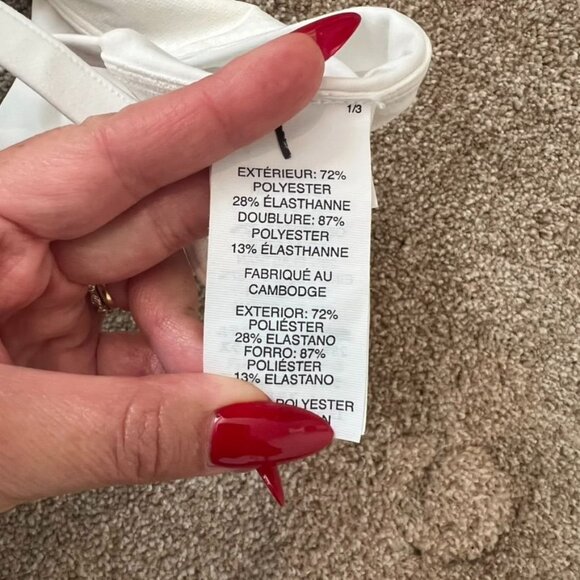 1/3
EXTÉRIEUR: 72%
POLYESTER
28% ÉLASTHANNE
DOUBLURE: 87%
POLYESTER
13% ÉLASTHANNE
FABRIQUÉ AU
CAMBODGE
EXTERIOR: 72%
POLIÉSTER
28% ELASTANO
FORRO: 87%
POLIÉSTER
13% ELASTANO
POLYESTER